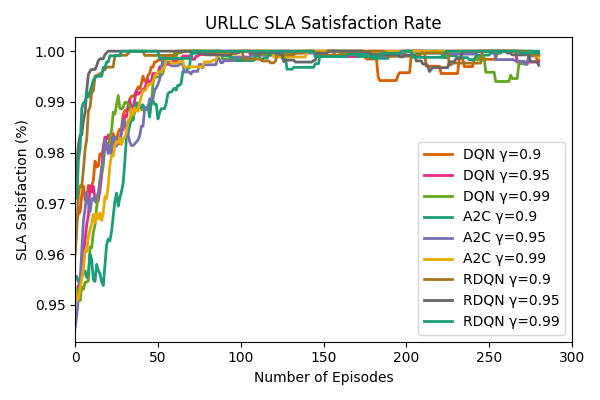 URLLC SLA Satisfaction Rate
SLA Satisfaction (%)
1.00
0.99
0.98
0.97
0.96
0.95
DQN γ=0.9
DQN γ=0.95
DQN γ=0.99
A2C γ=0.9
A2C γ=0.95
A2C γ=0.99
RDQN γ=0.9
RDQN γ=0.95
RDQN γ=0.99
0 50 100 150 200 250 300
Number of Episodes